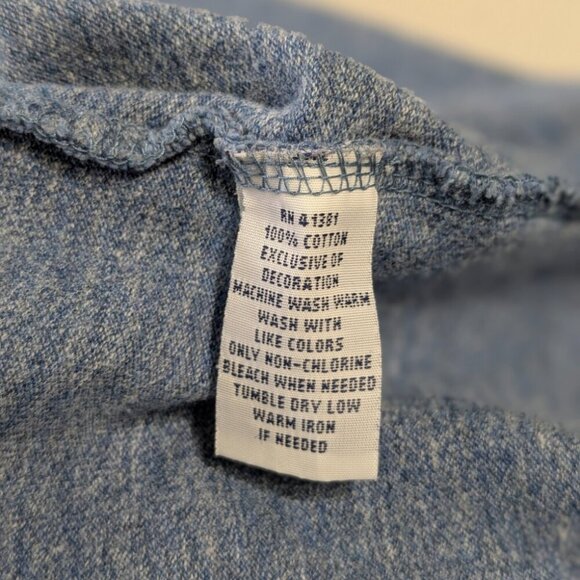 RN 41381
100% COTTON
EXCLUSIVE OF
DECORATION
MACHINE WASH WARM
WASH WITH
LIKE COLORS
ONLY NON-CHLORINE
BLEACH WHEN NEEDED
TUMBLE DRY LOW
WARM IRON
IF NEEDED